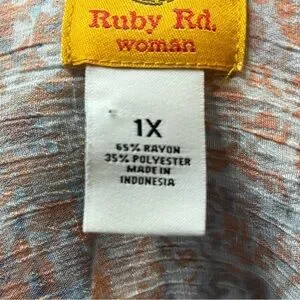 Ruby Rd.
woman
1X
65% RAYON
35% POLYESTER
MADE IN
INDONESIA